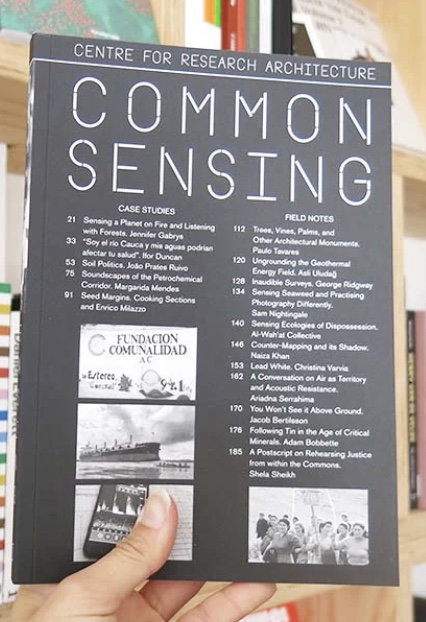 CENTRE FOR RESEARCH ARCHITECTURE
COMMON
SENSING
CASE STUDIES
21 Sensing a Planet on Fire and Listening
with Forests. Jennifer Gabrys
33 "Soy el río Cauca y mis aguas podrían
afectar tu salud". Ifor Duncan
53 Soil Politics. João Prates Ruivo
75 Soundscapes of the Petrochemical
Corridor. Margarida Mendes
91 Seed Margins. Cooking Sections
and Enrico Milazzo
FIELD NOTES
112 Trees, Vines, Palms, and
Other Architectural Monuments.
Paulo Tavares
120 Ungrounding the Geothermal
Energy Field. Aslı Uludağ
128 Inaudible Surveys. George Ridgway
134 Sensing Seaweed and Practising
Photography Differently.
Sam Nightingale
140 Sensing Ecologies of Dispossession.
Al-Wah'at Collective
146 Counter-Mapping and its Shadow.
Naiza Khan
153 Lead White. Christina Varvia
162 A Conversation on Air as Territory
and Acoustic Resistance.
Ariadna Serrahima
170 You Won't See it Above Ground.
Jacob Bertilsson
176 Following Tin in the Age of Critical
Minerals. Adam Bobbette
185 A Postscript on Rehearsing Justice
from within the Commons.
Shela Sheikh
FUNDACION
COMUNALIDAD
A C